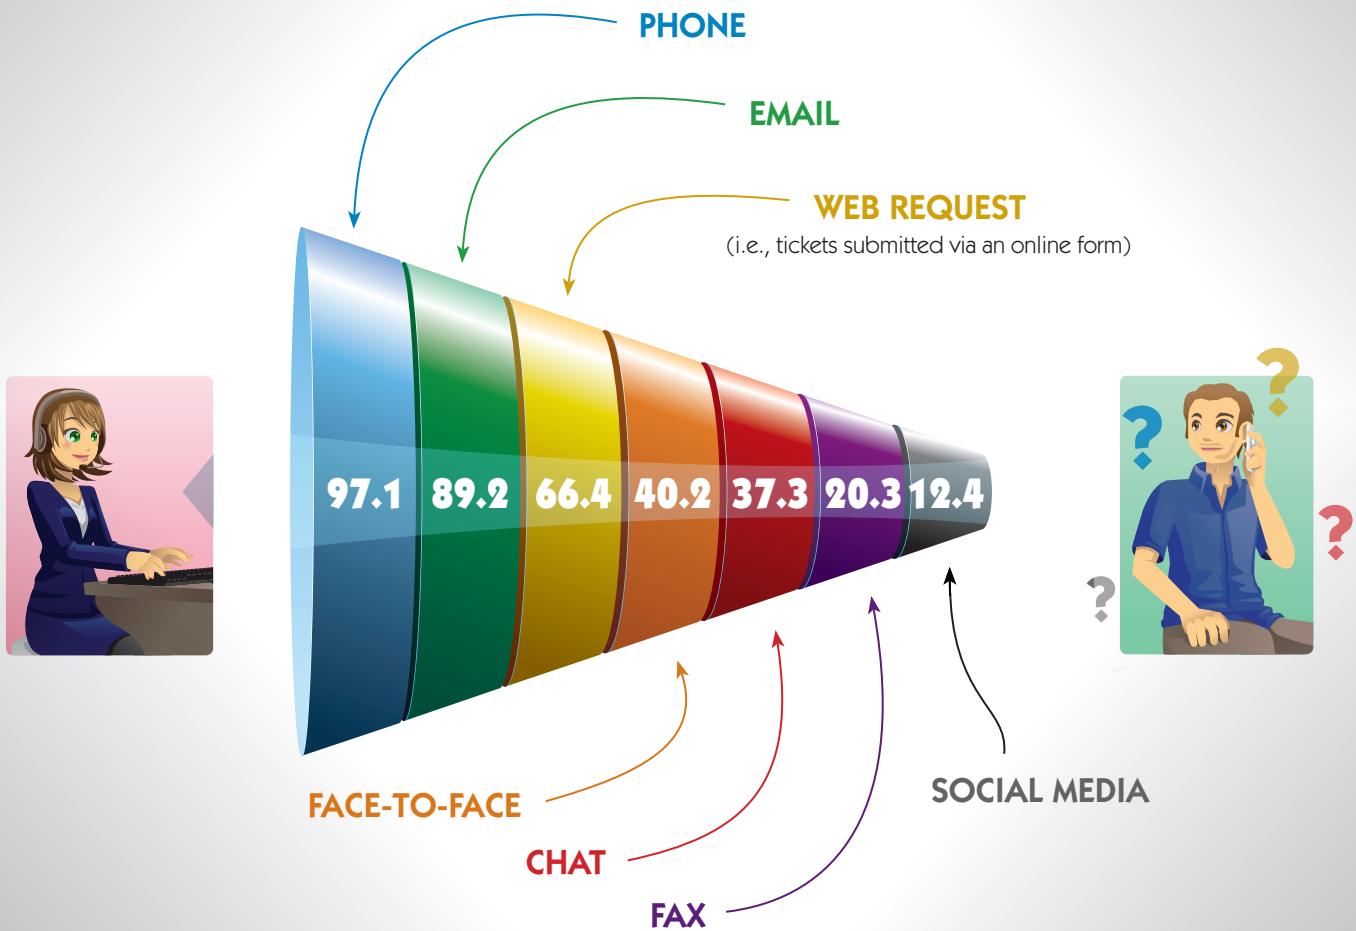 PHONE
EMAIL
WEB REQUEST
(i.e., tickets submitted via an online form)
97.1 89.2 66.4 40.2 37.3 20.3 12.4
FACE-TO-FACE
SOCIAL MEDIA
CHAT
FAX
? ? ? ?